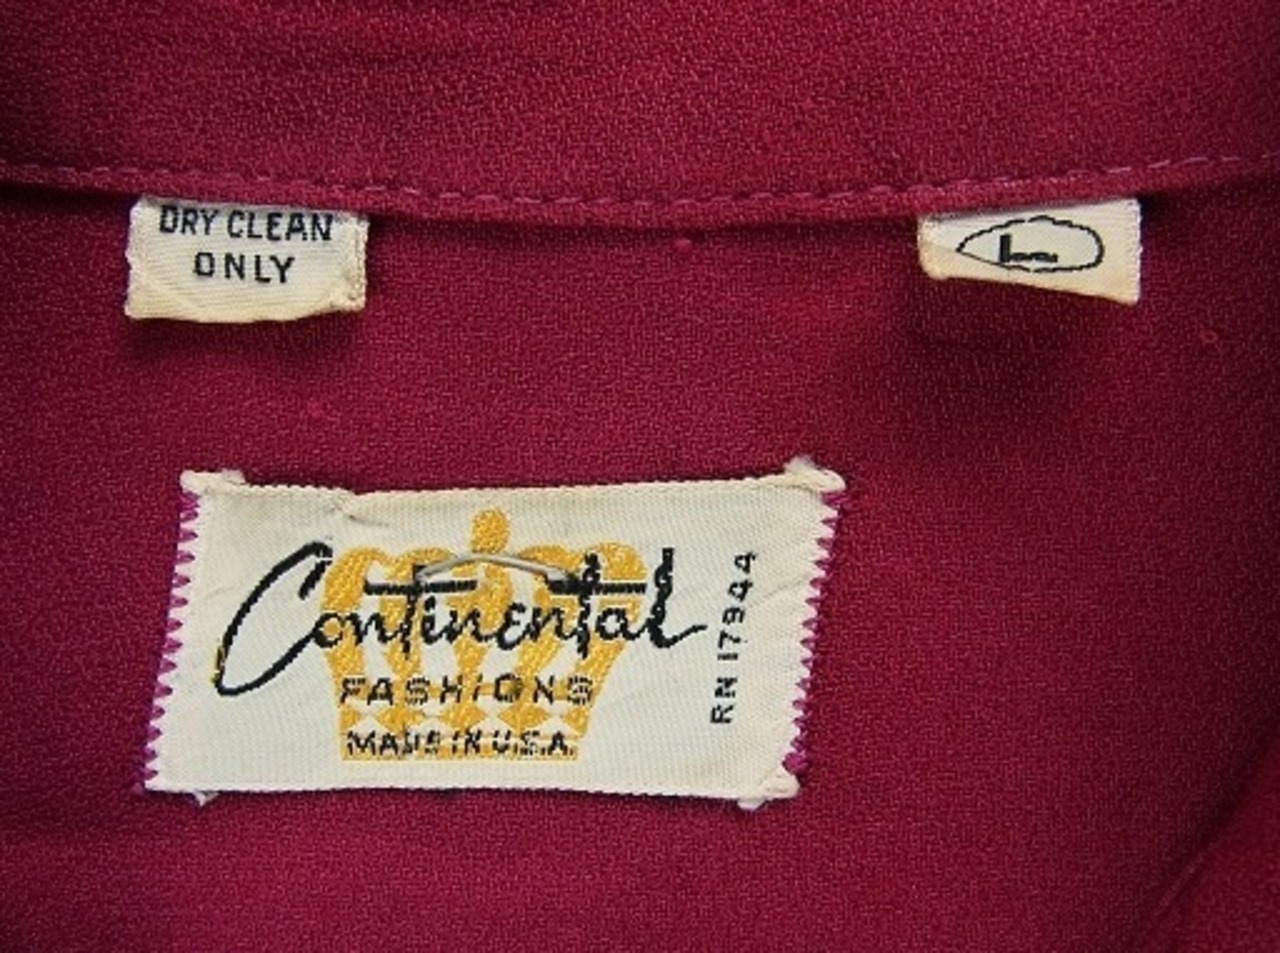 DRY CLEAN
ONLY
L
Continental
FASHIONS
MADE IN U.S.A.
RN 17944